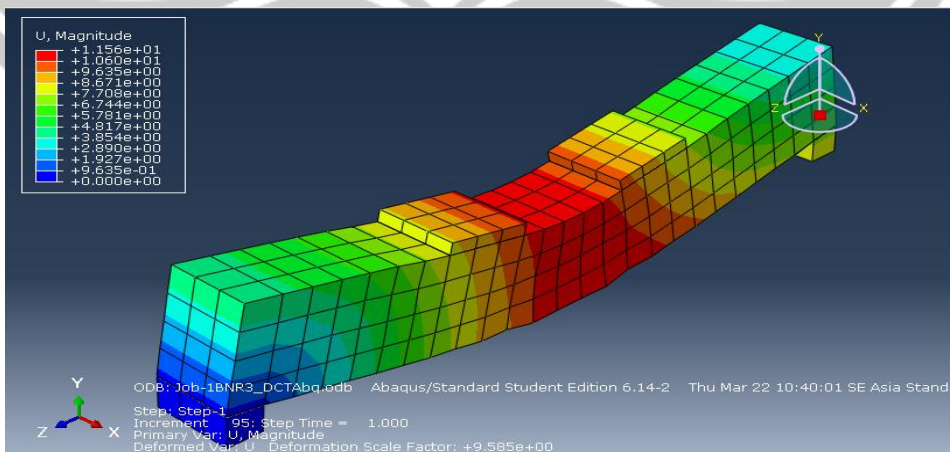 U, Magnitude
+1.156e+01
+1.060e+01
+9.635e+00
+8.671e+00
+7.708e+00
+6.744e+00
+5.781e+00
+4.817e+00
+3.854e+00
+2.890e+00
+1.927e+00
+9.635e-01
+0.000e+00
Y
Z
X
Y
Z
X
ODB: Job-1BNR3_DCTAbq.odb Abaqus/Standard Student Edition 6.14-2 Thu Mar 22 10:40:01 SE Asia Stand
Step: Step-1
Increment 95: Step Time = 1.000
Primary Var: U, Magnitude
Deformed Var: U Deformation Scale Factor: +9.585e+00